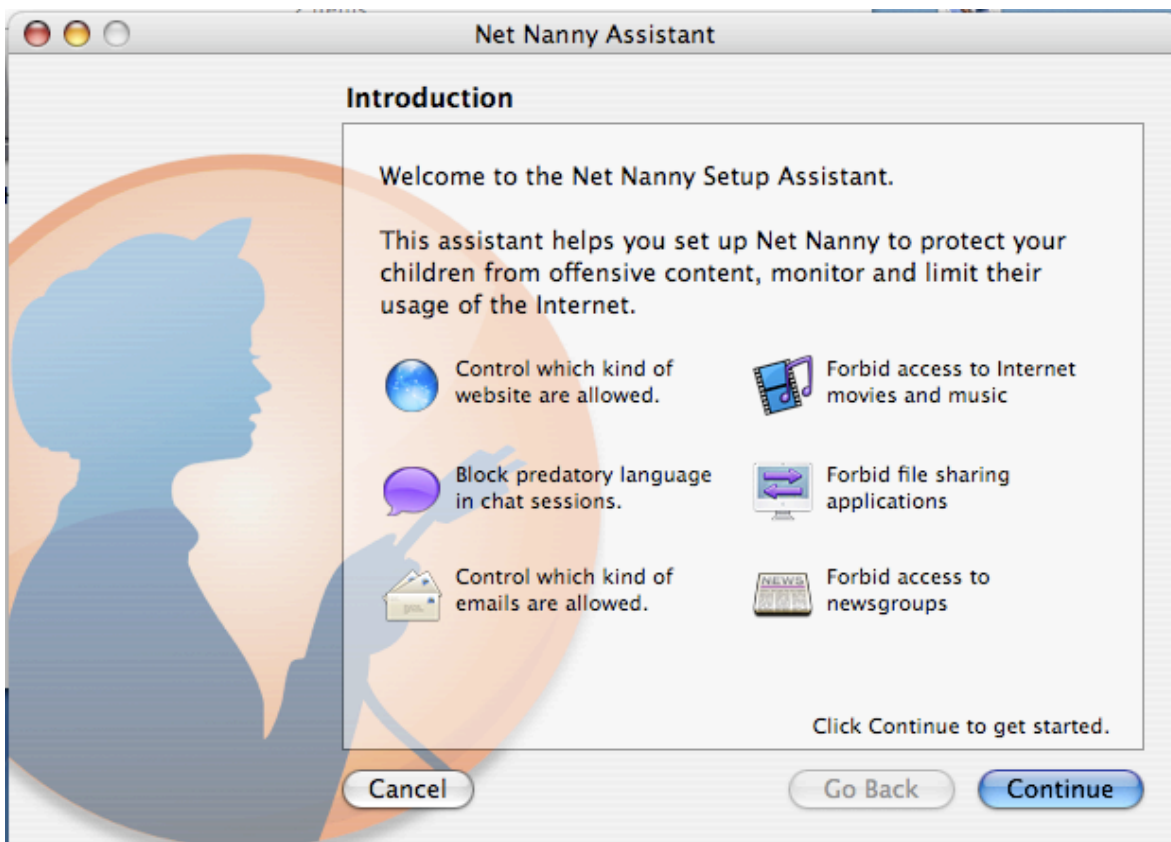 Net Nanny Assistant
Introduction
Welcome to the Net Nanny Setup Assistant.
This assistant helps you set up Net Nanny to protect your
children from offensive content, monitor and limit their
usage of the Internet.
Control which kind of
website are allowed.
Forbid access to Internet
movies and music
Block predatory language
in chat sessions.
Forbid file sharing
applications
Control which kind of
emails are allowed.
NEWS
Forbid access to
newsgroups
Click Continue to get started.
Cancel
Go Back
Continue